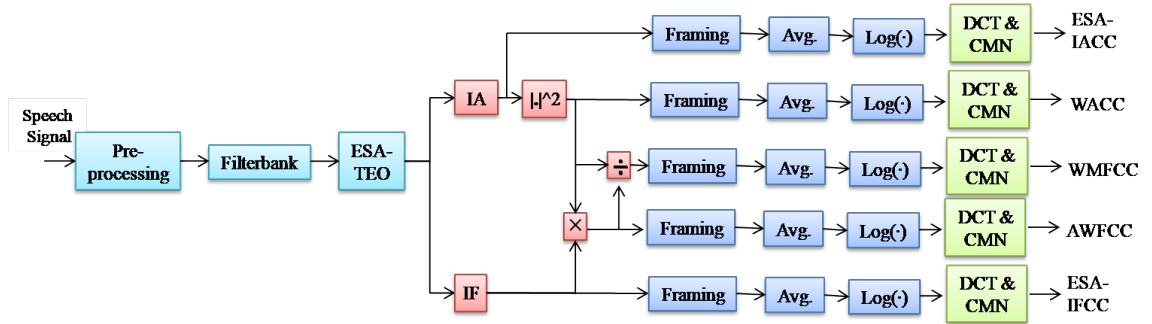 Speech
Signal
Pre-
processing
Filterbank
ESA-
TEO
IA
|.|^2
IF
×
÷
Framing
Avg.
Log(·)
DCT &
CMN
ESA-
IACC
Framing
Avg.
Log(·)
DCT &
CMN
WACC
Framing
Avg.
Log(·)
DCT &
CMN
WMFCC
Framing
Avg.
Log(·)
DCT &
CMN
AWFCC
Framing
Avg.
Log(·)
DCT &
CMN
ESA-
IFCC